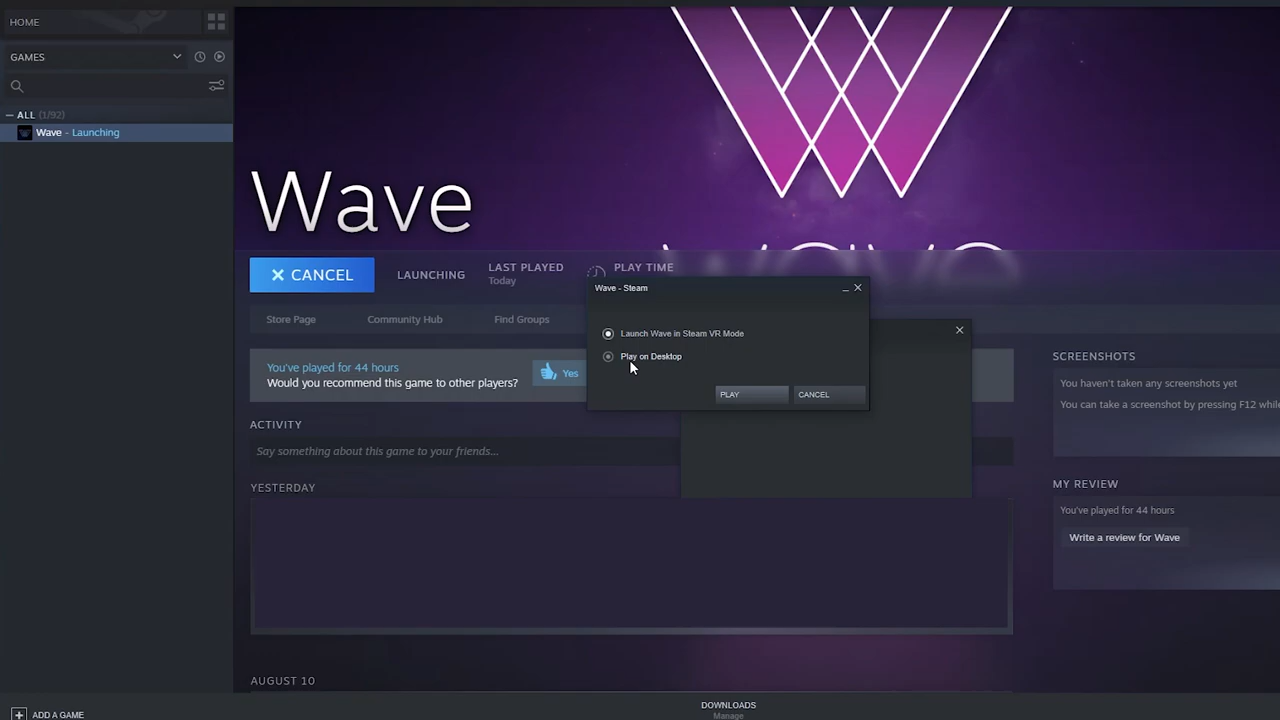 HOME
GAMES
ALL (1/92)
Wave - Launching
Wave
CANCEL
LAUNCHING
LAST PLAYED
Today
PLAY TIME
Store Page
Community Hub
Find Groups
You've played for 44 hours
Would you recommend this game to other players?
Yes
ACTIVITY
Say something about this game to your friends...
YESTERDAY
AUGUST 10
Wave - Steam
Launch Wave in Steam VR Mode
Play on Desktop
PLAY
CANCEL
SCREENSHOTS
You haven't taken any screenshots yet
You can take a screenshot by pressing F12 while
MY REVIEW
You've played for 44 hours
Write a review for Wave
ADD A GAME
DOWNLOADS
Manage